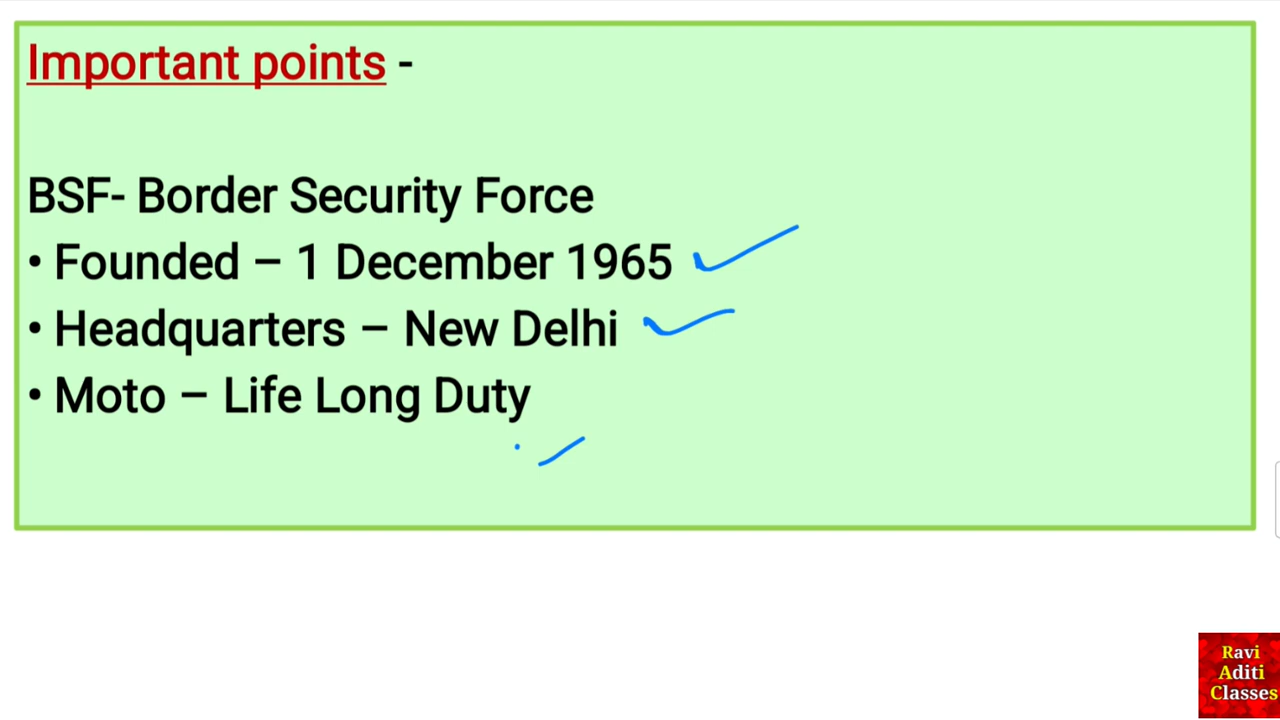 Important points -
BSF- Border Security Force
• Founded – 1 December 1965
• Headquarters – New Delhi
• Moto – Life Long Duty
Ravi
Aditi
Classes